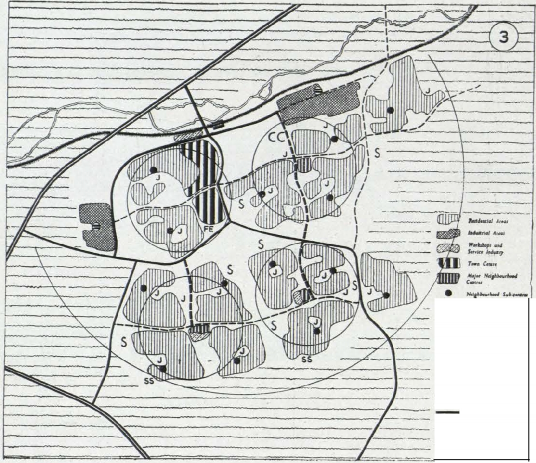 3
J
J
CC
J
J
S
J
J
S
J
FE
S
S
J
J
J
J
J
S
S
S
J
J
J
SS
SS
Residential Areas
Industrial Areas
Workshops and
Service Industry
Town Centre
Major Neighbourhood
Centres
Neighbourhood Sub-centres